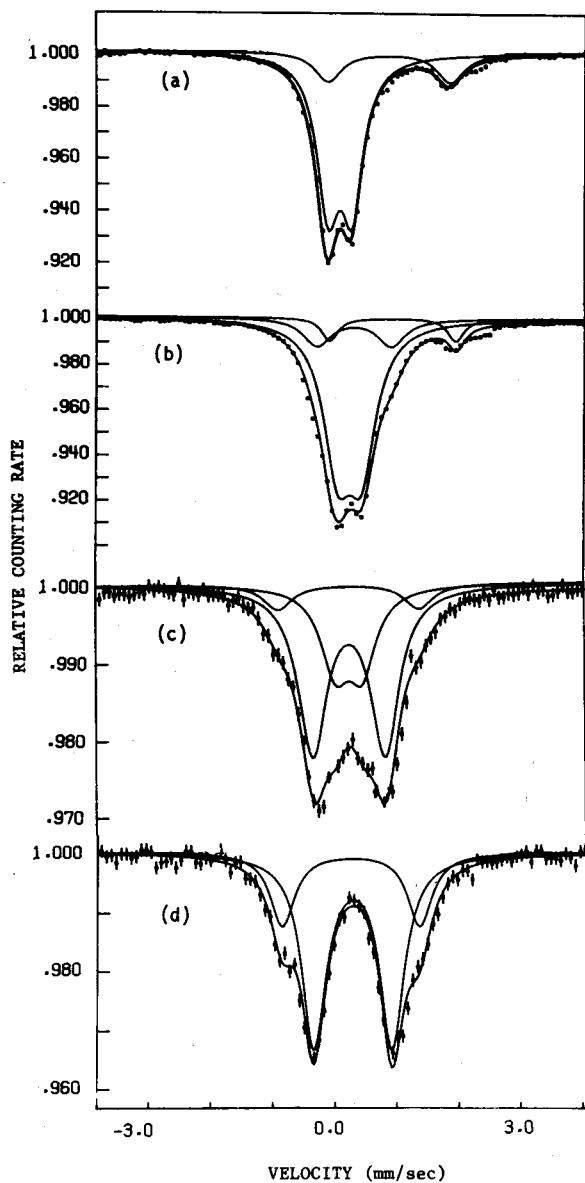 1.000
(a)
.980
.960
.940
.920
1.000
(b)
.980
.960
.940
.920
1.000
(c)
.990
.980
.970
1.000
(d)
.980
.960
RELATIVE COUNTING RATE
-3.0 0.0 3.0
VELOCITY (mm/sec)